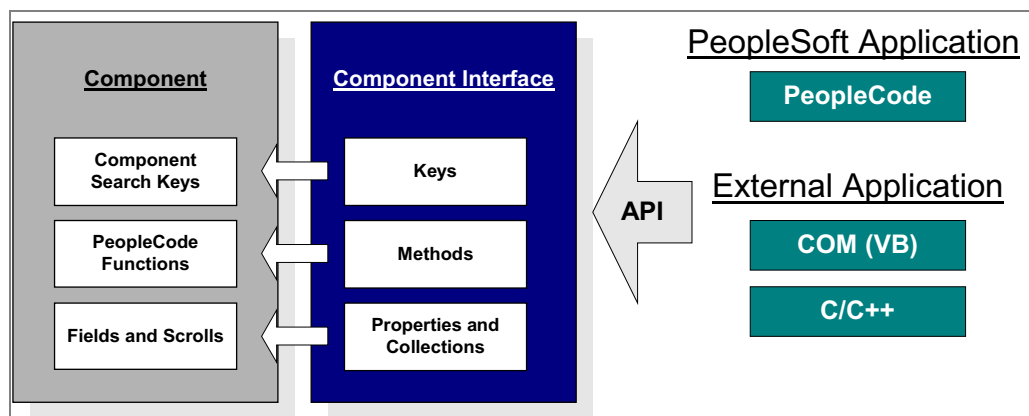 Component
Component
Search Keys
PeopleCode
Functions
Fields and Scrolls
Component Interface
Keys
Methods
Properties and
Collections
API
PeopleSoft Application
PeopleCode
External Application
COM (VB)
C/C++